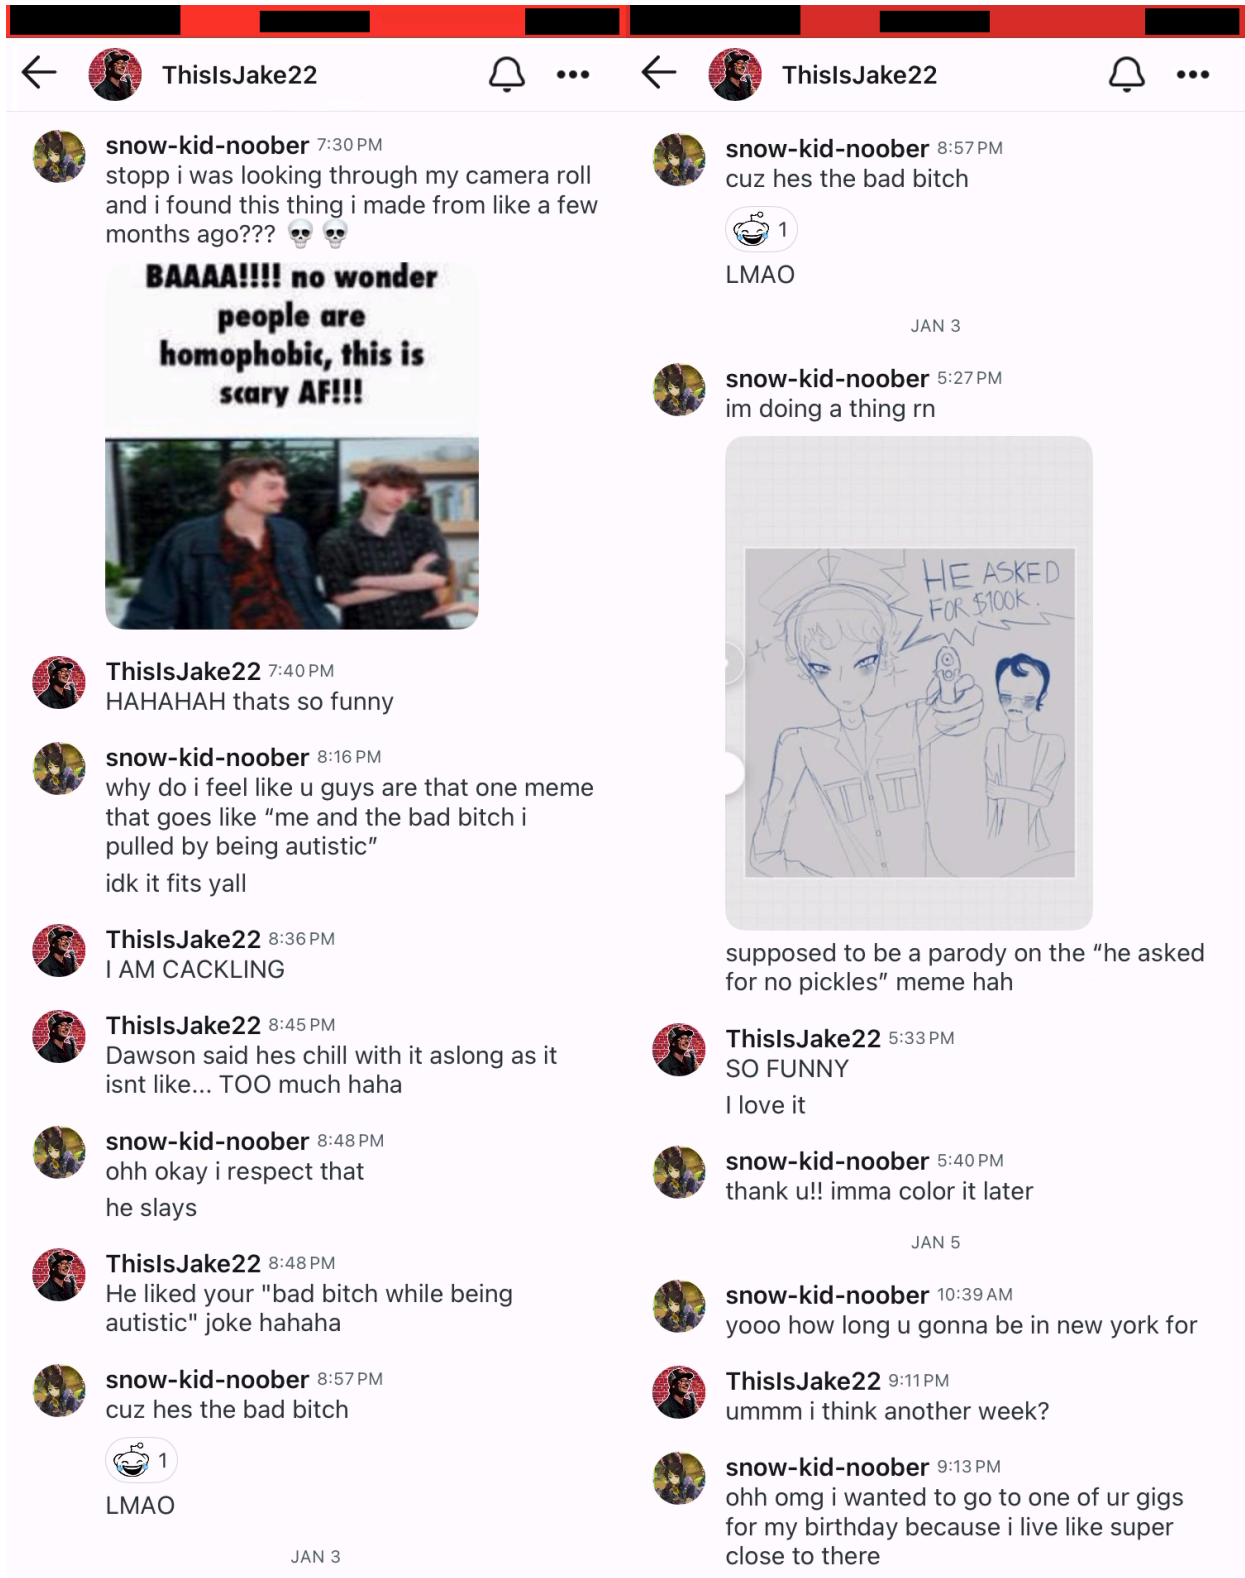 ThisIsJake22
snow-kid-noober 7:30 PM
stopp i was looking through my camera roll
and i found this thing i made from like a few
months ago??? 💀 💀
BAAAA!!!! no wonder
people are
homophobic, this is
scary AF!!!
ThisIsJake22 7:40 PM
HAHAHAH thats so funny
snow-kid-noober 8:16 PM
why do i feel like u guys are that one meme
that goes like “me and the bad bitch i
pulled by being autistic”
idk it fits yall
ThisIsJake22 8:36 PM
I AM CACKLING
ThisIsJake22 8:45 PM
Dawson said hes chill with it aslong as it
isnt like... TOO much haha
snow-kid-noober 8:48 PM
ohh okay i respect that
he slays
ThisIsJake22 8:48 PM
He liked your "bad bitch while being
autistic" joke hahaha
snow-kid-noober 8:57 PM
cuz hes the bad bitch
1
LMAO
JAN 3
ThisIsJake22
snow-kid-noober 8:57 PM
cuz hes the bad bitch
1
LMAO
JAN 3
snow-kid-noober 5:27 PM
im doing a thing rn
HE ASKED
FOR $100K.
supposed to be a parody on the “he asked
for no pickles” meme hah
ThisIsJake22 5:33 PM
SO FUNNY
I love it
snow-kid-noober 5:40 PM
thank u!! imma color it later
JAN 5
snow-kid-noober 10:39 AM
yooo how long u gonna be in new york for
ThisIsJake22 9:11 PM
ummm i think another week?
snow-kid-noober 9:13 PM
ohh omg i wanted to go to one of ur gigs
for my birthday because i live like super
close to there